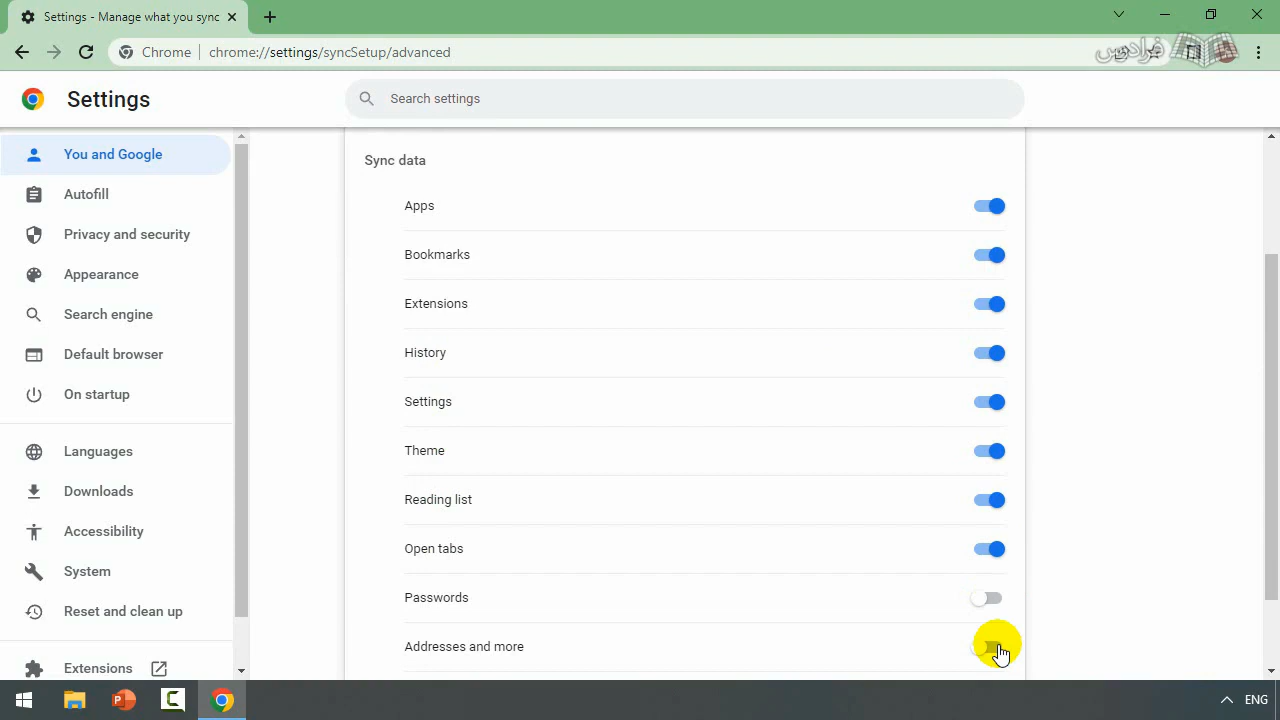 Settings - Manage what you sync
Chrome
chrome://settings/syncSetup/advanced
فرادرس
Settings
Search settings
You and Google
Autofill
Privacy and security
Appearance
Search engine
Default browser
On startup
Languages
Downloads
Accessibility
System
Reset and clean up
Extensions
Sync data
Apps
Bookmarks
Extensions
History
Settings
Theme
Reading list
Open tabs
Passwords
Addresses and more
ENG